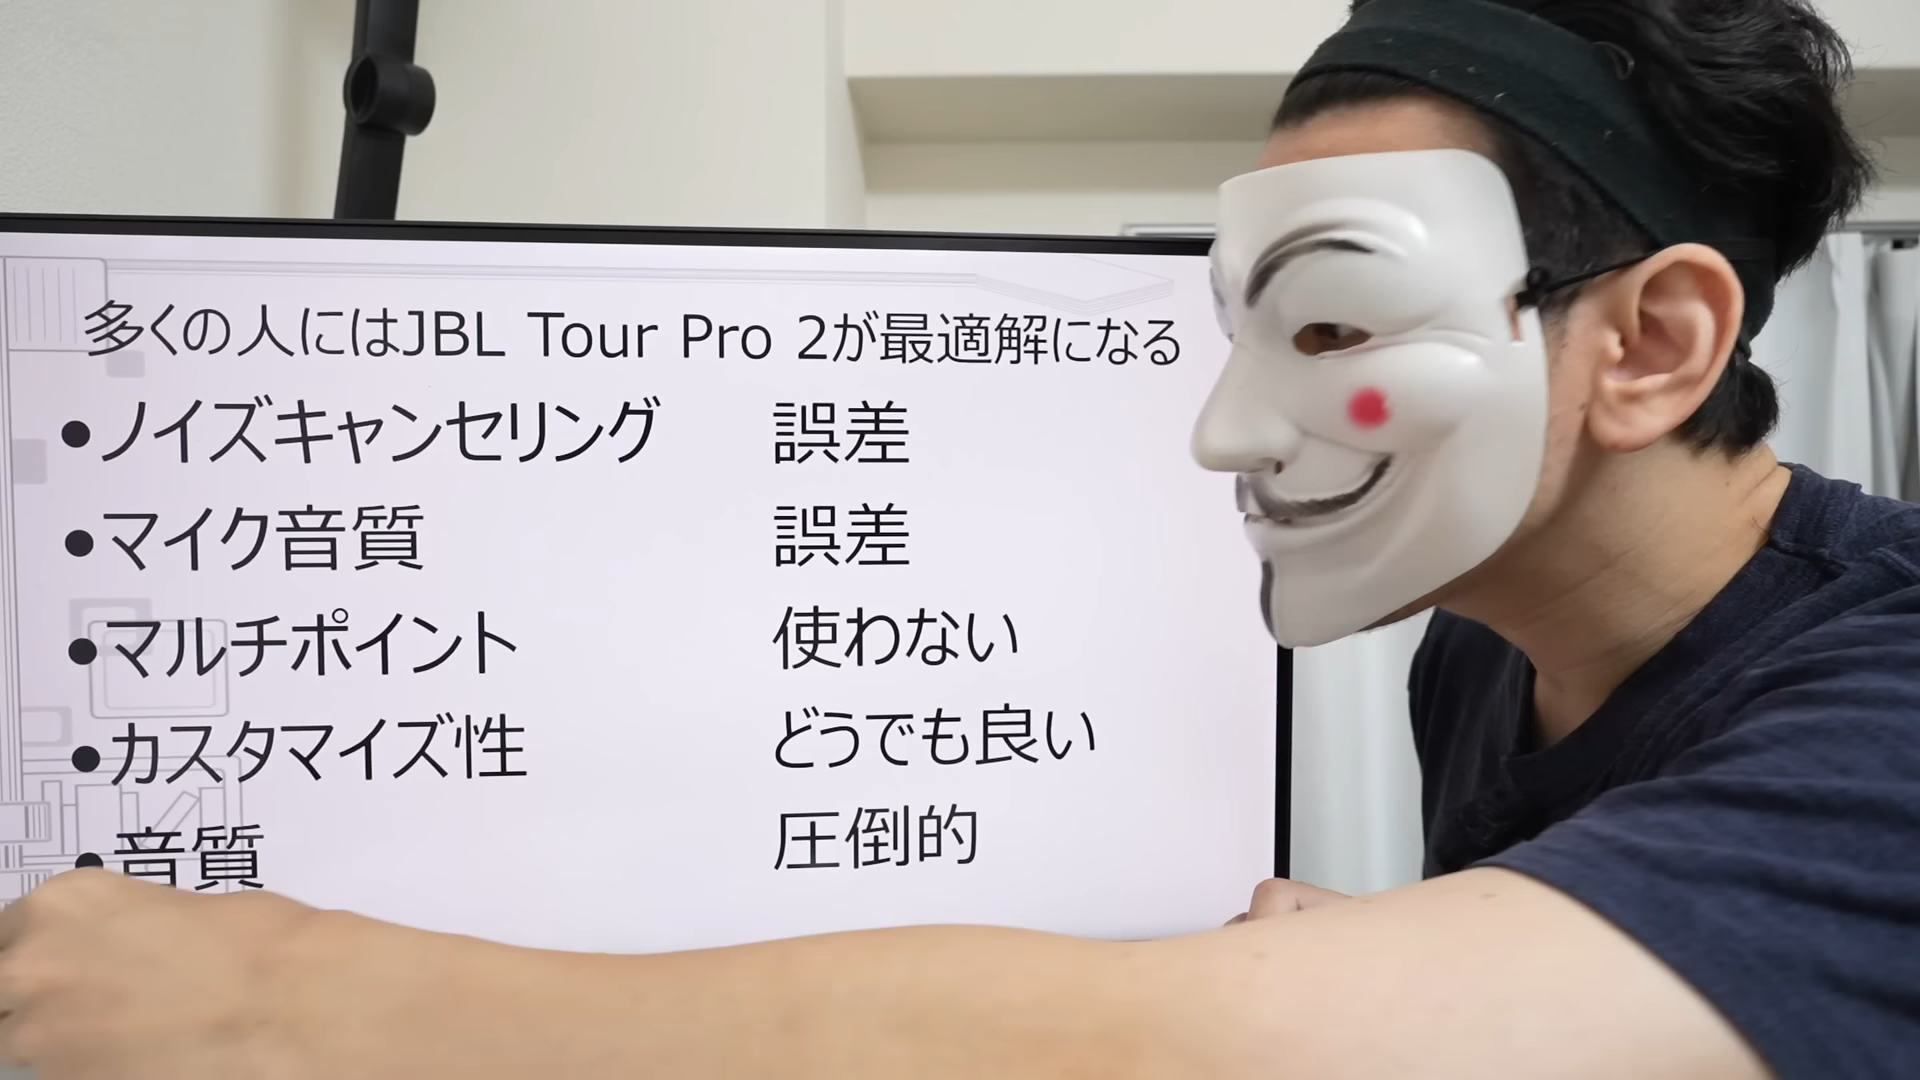 多くの人にはJBL Tour Pro 2が最適解になる
●ノイズキャンセリング 誤差
●マイク音質 誤差
●マルチポイント 使わない
●カスタマイズ性 どうでも良い
●音質 圧倒的